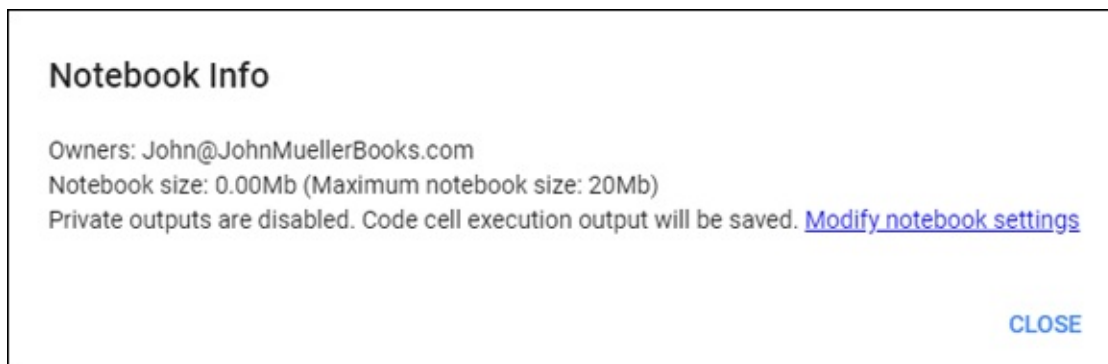 Notebook Info
Owners: John@JohnMuellerBooks.com
Notebook size: 0.00Mb (Maximum notebook size: 20Mb)
Private outputs are disabled. Code cell execution output will be saved. Modify notebook settings
CLOSE